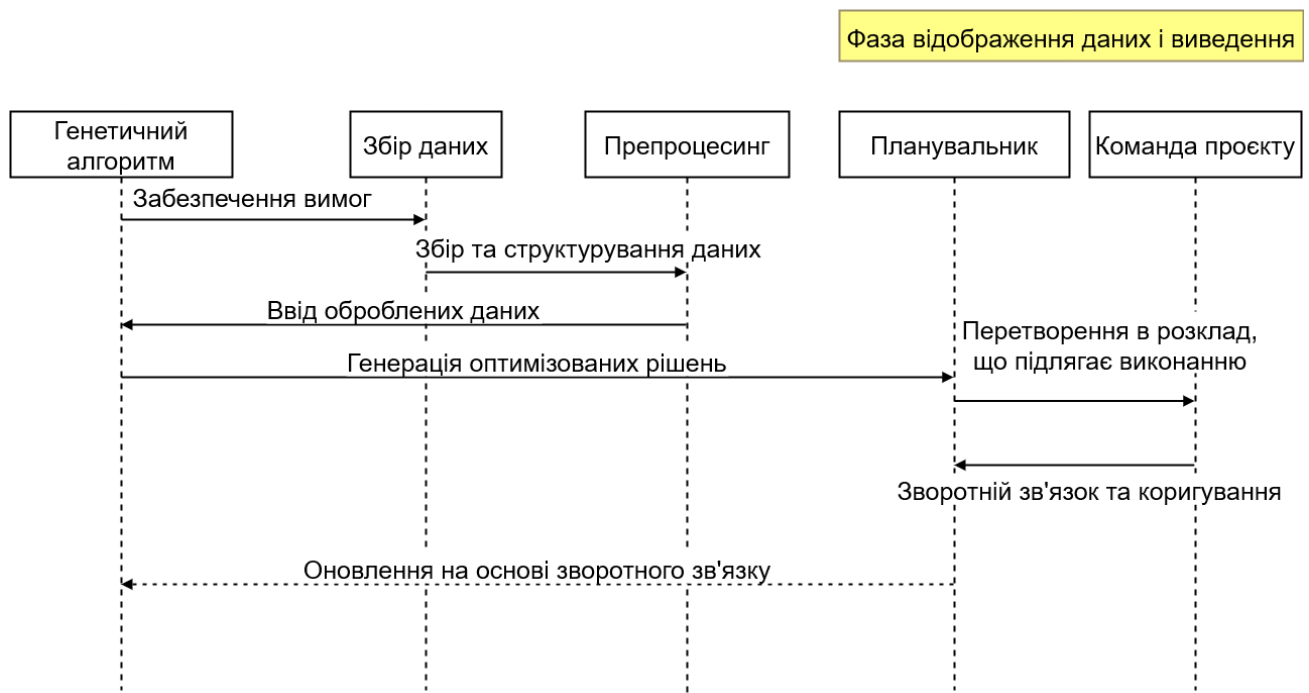 Фаза відображення даних і виведення
Генетичний
алгоритм
Збір даних
Препроцесинг
Планувальник
Команда проєкту
Забезпечення вимог
Збір та структурування даних
Ввід оброблених даних
Перетворення в розклад,
що підлягає виконанню
Генерація оптимізованих рішень
Зворотній зв'язок та коригування
Оновлення на основі зворотного зв'язку